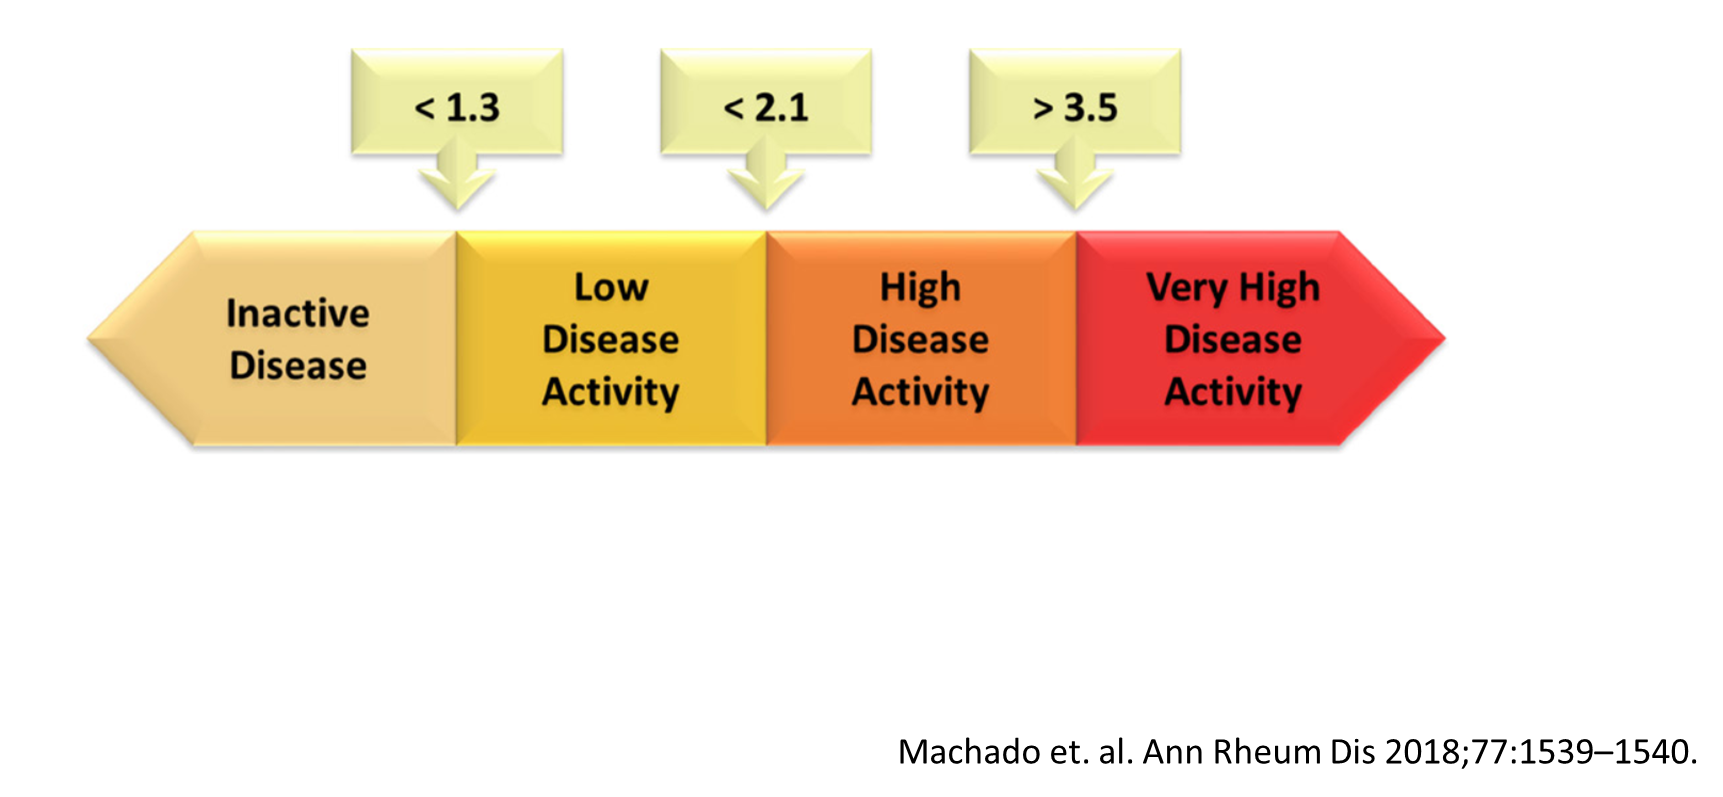 < 1.3
< 2.1
> 3.5
Inactive
Disease
Low
Disease
Activity
High
Disease
Activity
Very High
Disease
Activity
Machado et. al. Ann Rheum Dis 2018;77:1539–1540.